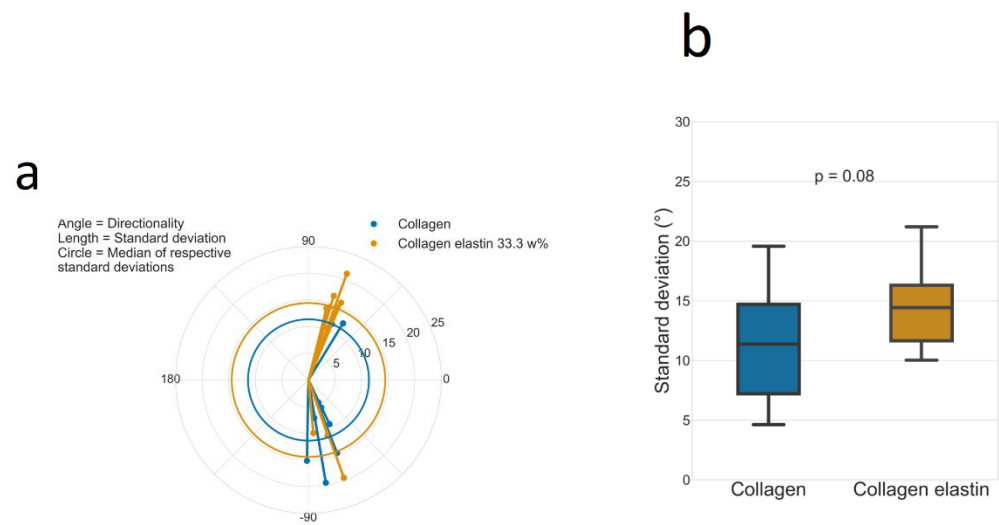 a
Angle = Directionality
Length = Standard deviation
Circle = Median of respective
standard deviations
Collagen
Collagen elastin 33.3 w%
90
25
20
15
10
5
180
0
-90
b
30
25
20
15
10
5
0
Standard deviation (°)
p = 0.08
Collagen
Collagen elastin